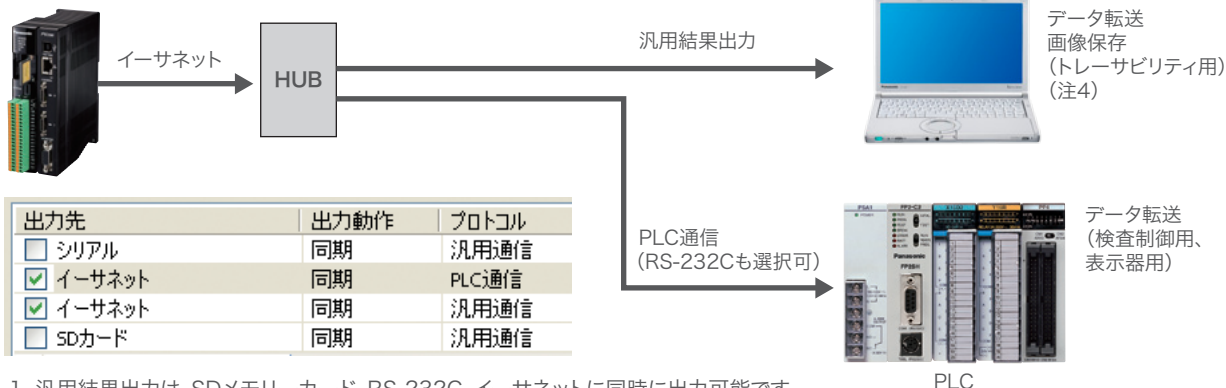 イーサネット
HUB
汎用結果出力
データ転送
画像保存
(トレーサビリティ用)
(注4)
出力先 出力動作 プロトコル
シリアル 同期 汎用通信
イーサネット 同期 PLC通信
イーサネット 同期 汎用通信
SDカード 同期 汎用通信
PLC通信
(RS-232Cも選択可)
Panasonic
データ転送
(検査制御用、
表示器用)
PLC